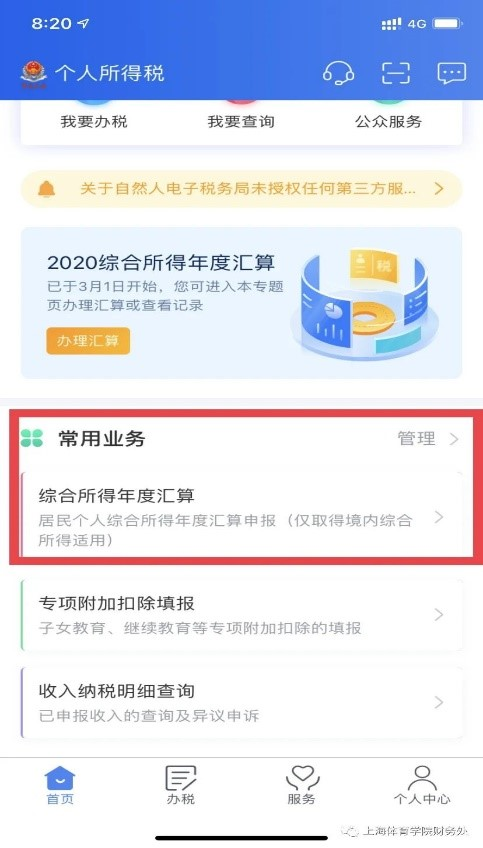 8:20 4G
个人所得税
我要办税 我要查询 公众服务
关于自然人电子税务局未授权任何第三方服...
2020综合所得年度汇算
已于3月1日开始，您可进入本专题
页办理汇算或查看记录
税
办理汇算
常用业务 管理
综合所得年度汇算
居民个人综合所得年度汇算申报（仅取得境内综合
所得适用）
专项附加扣除填报
子女教育、继续教育等专项附加扣除的填报
收入纳税明细查询
已申报收入的查询及异议申诉
首页 办税 服务 个人中心
上海体育学院财务处